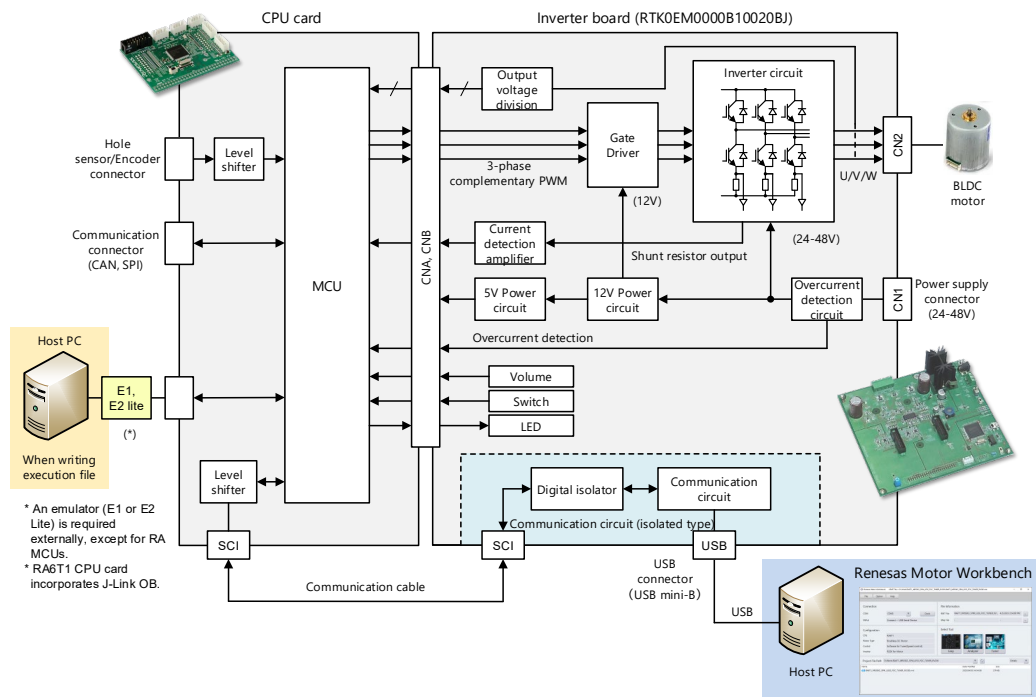 CPU card
Inverter board (RTK0EM0000B10020BJ)
Output
voltage
division
Inverter circuit
Hole
sensor/Encoder
connector
Level
shifter
Gate
Driver
3-phase
complementary PWM
(12V)
U/V/W
CN2
BLDC
motor
Communication
connector
(CAN, SPI)
MCU
CNA, CNB
Current
detection
amplifier
Shunt resistor output
(24-48V)
5V Power
circuit
12V Power
circuit
Overcurrent
detection
circuit
CN1
Power supply
connector
(24-48V)
Overcurrent detection
Host PC
E1,
E2 lite
(*)
When writing
execution file
Volume
Switch
LED
Level
shifter
Digital isolator
Communication
circuit
Communication circuit (isolated type)
* An emulator (E1 or E2
Lite) is required
externally, except for RA
MCUs.
* RA6T1 CPU card
incorporates J-Link OB.
SCI
SCI
USB
Communication cable
USB
connector
(USB mini-B)
USB
Host PC
Renesas Motor Workbench